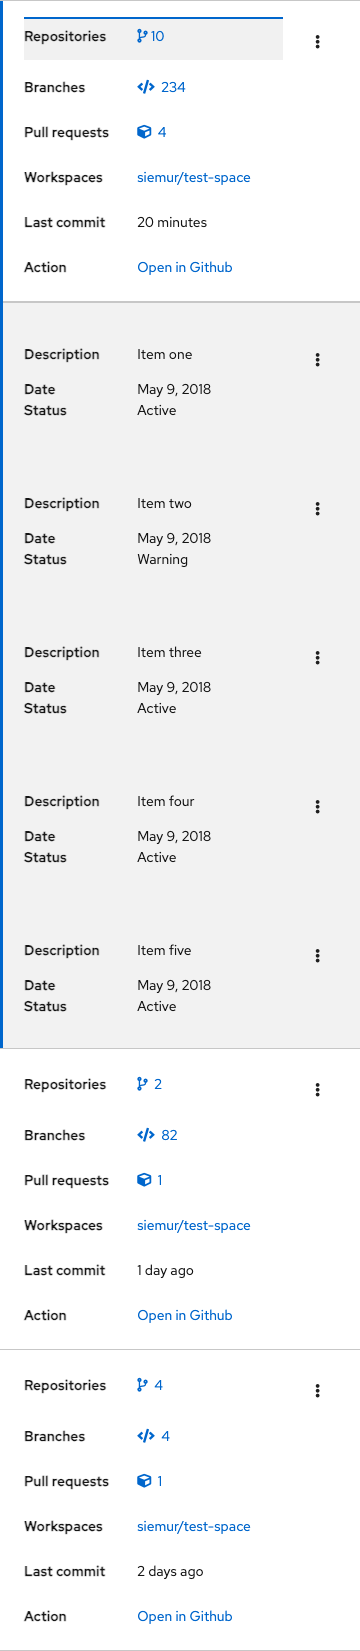 Repositories 10
Branches 234
Pull requests 4
Workspaces siemur/test-space
Last commit 20 minutes
Action Open in Github
Description Item one
Date May 9, 2018
Status Active
Description Item two
Date May 9, 2018
Status Warning
Description Item three
Date May 9, 2018
Status Active
Description Item four
Date May 9, 2018
Status Active
Description Item five
Date May 9, 2018
Status Active
Repositories 2
Branches 82
Pull requests 1
Workspaces siemur/test-space
Last commit 1 day ago
Action Open in Github
Repositories 4
Branches 4
Pull requests 1
Workspaces siemur/test-space
Last commit 2 days ago
Action Open in Github